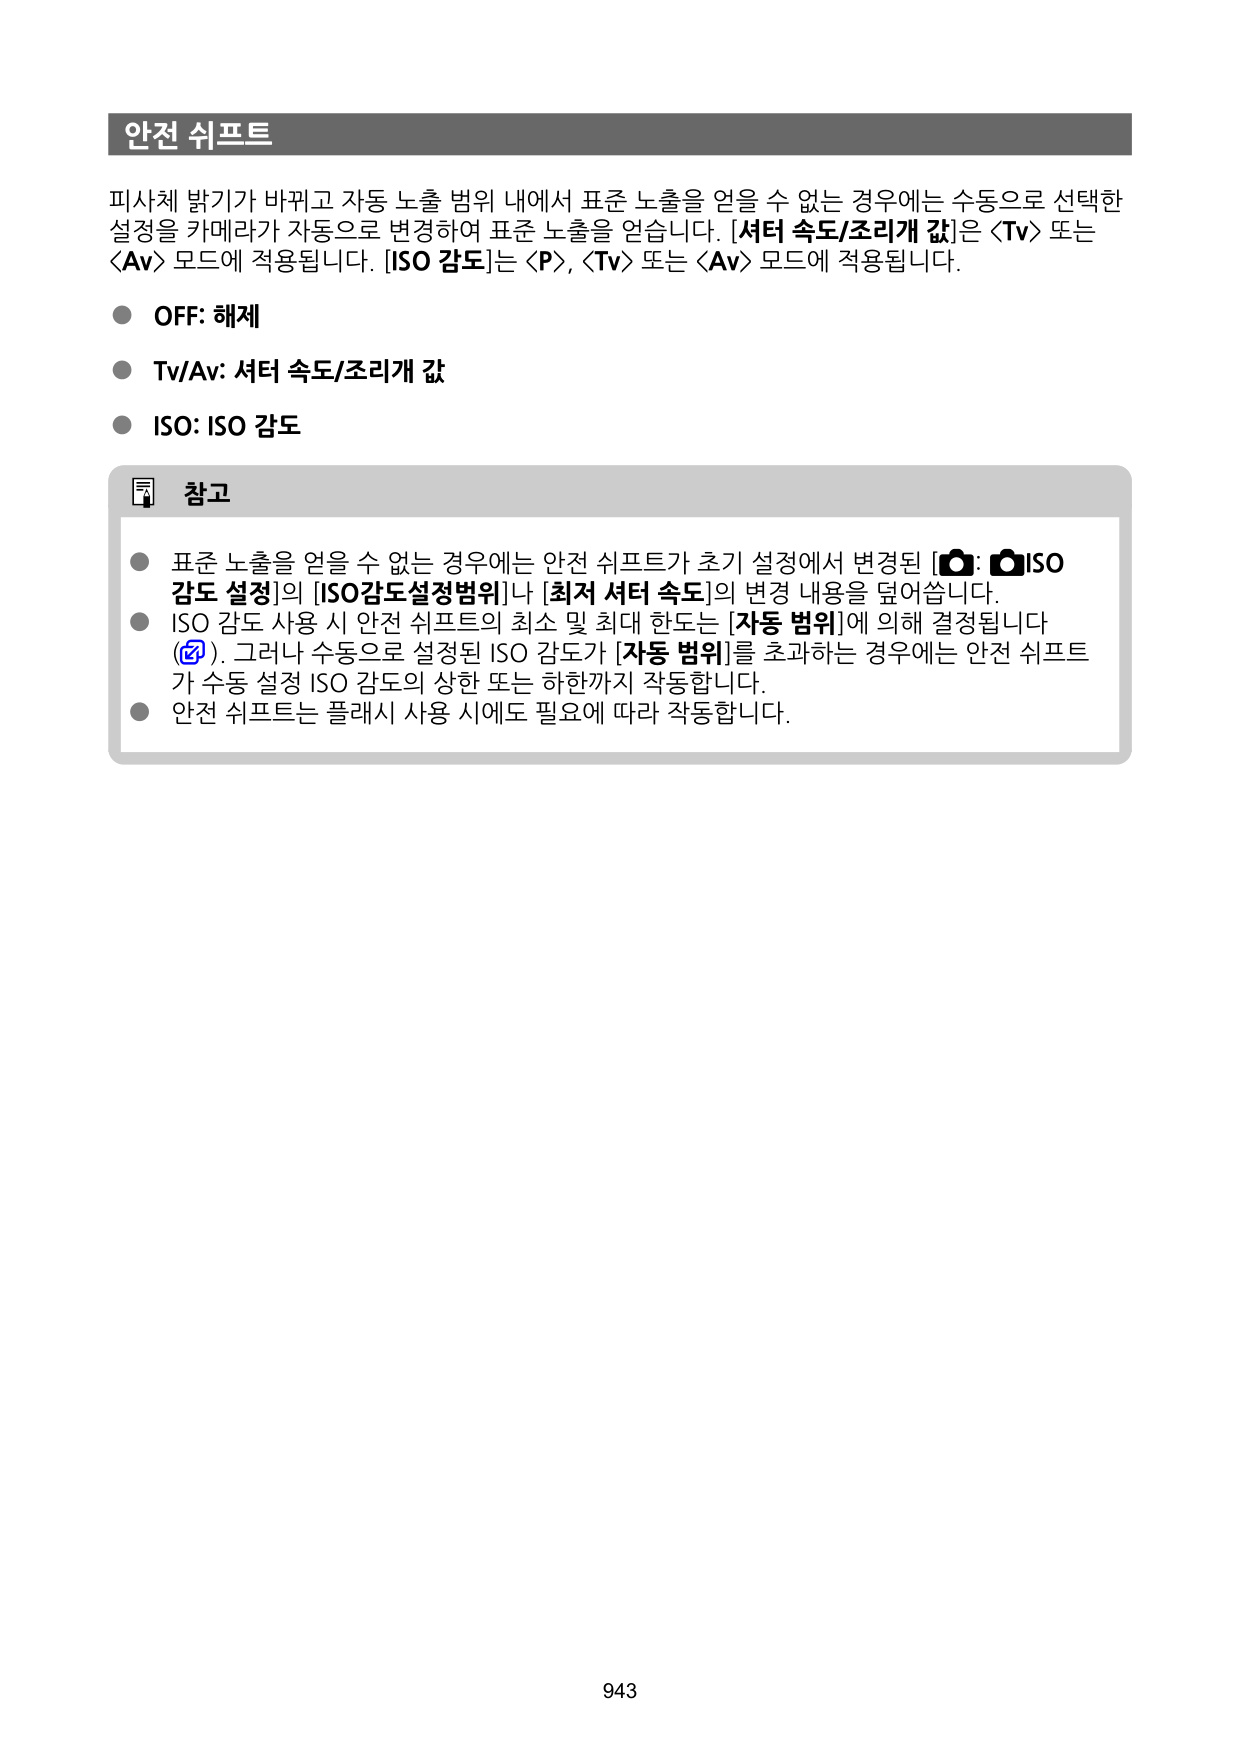 안전 쉬프트
피사체 밝기가 바뀌고 자동 노출 범위 내에서 표준 노출을 얻을 수 없는 경우에는 수동으로 선택한
설정을 카메라가 자동으로 변경하여 표준 노출을 얻습니다. [셔터 속도/조리개 값]은 <Tv> 또는
<Av> 모드에 적용됩니다. [ISO 감도]는 <P>, <Tv> 또는 <Av> 모드에 적용됩니다.
● OFF: 해제
● Tv/Av: 셔터 속도/조리개 값
● ISO: ISO 감도
참고
● 표준 노출을 얻을 수 없는 경우에는 안전 쉬프트가 초기 설정에서 변경된 [: ISO
감도 설정]의 [ISO감도설정범위]나 [최저 셔터 속도]의 변경 내용을 덮어씁니다.
● ISO 감도 사용 시 안전 쉬프트의 최소 및 최대 한도는 [자동 범위]에 의해 결정됩니다
(). 그러나 수동으로 설정된 ISO 감도가 [자동 범위]를 초과하는 경우에는 안전 쉬프트
가 수동 설정 ISO 감도의 상한 또는 하한까지 작동합니다.
● 안전 쉬프트는 플래시 사용 시에도 필요에 따라 작동합니다.
943